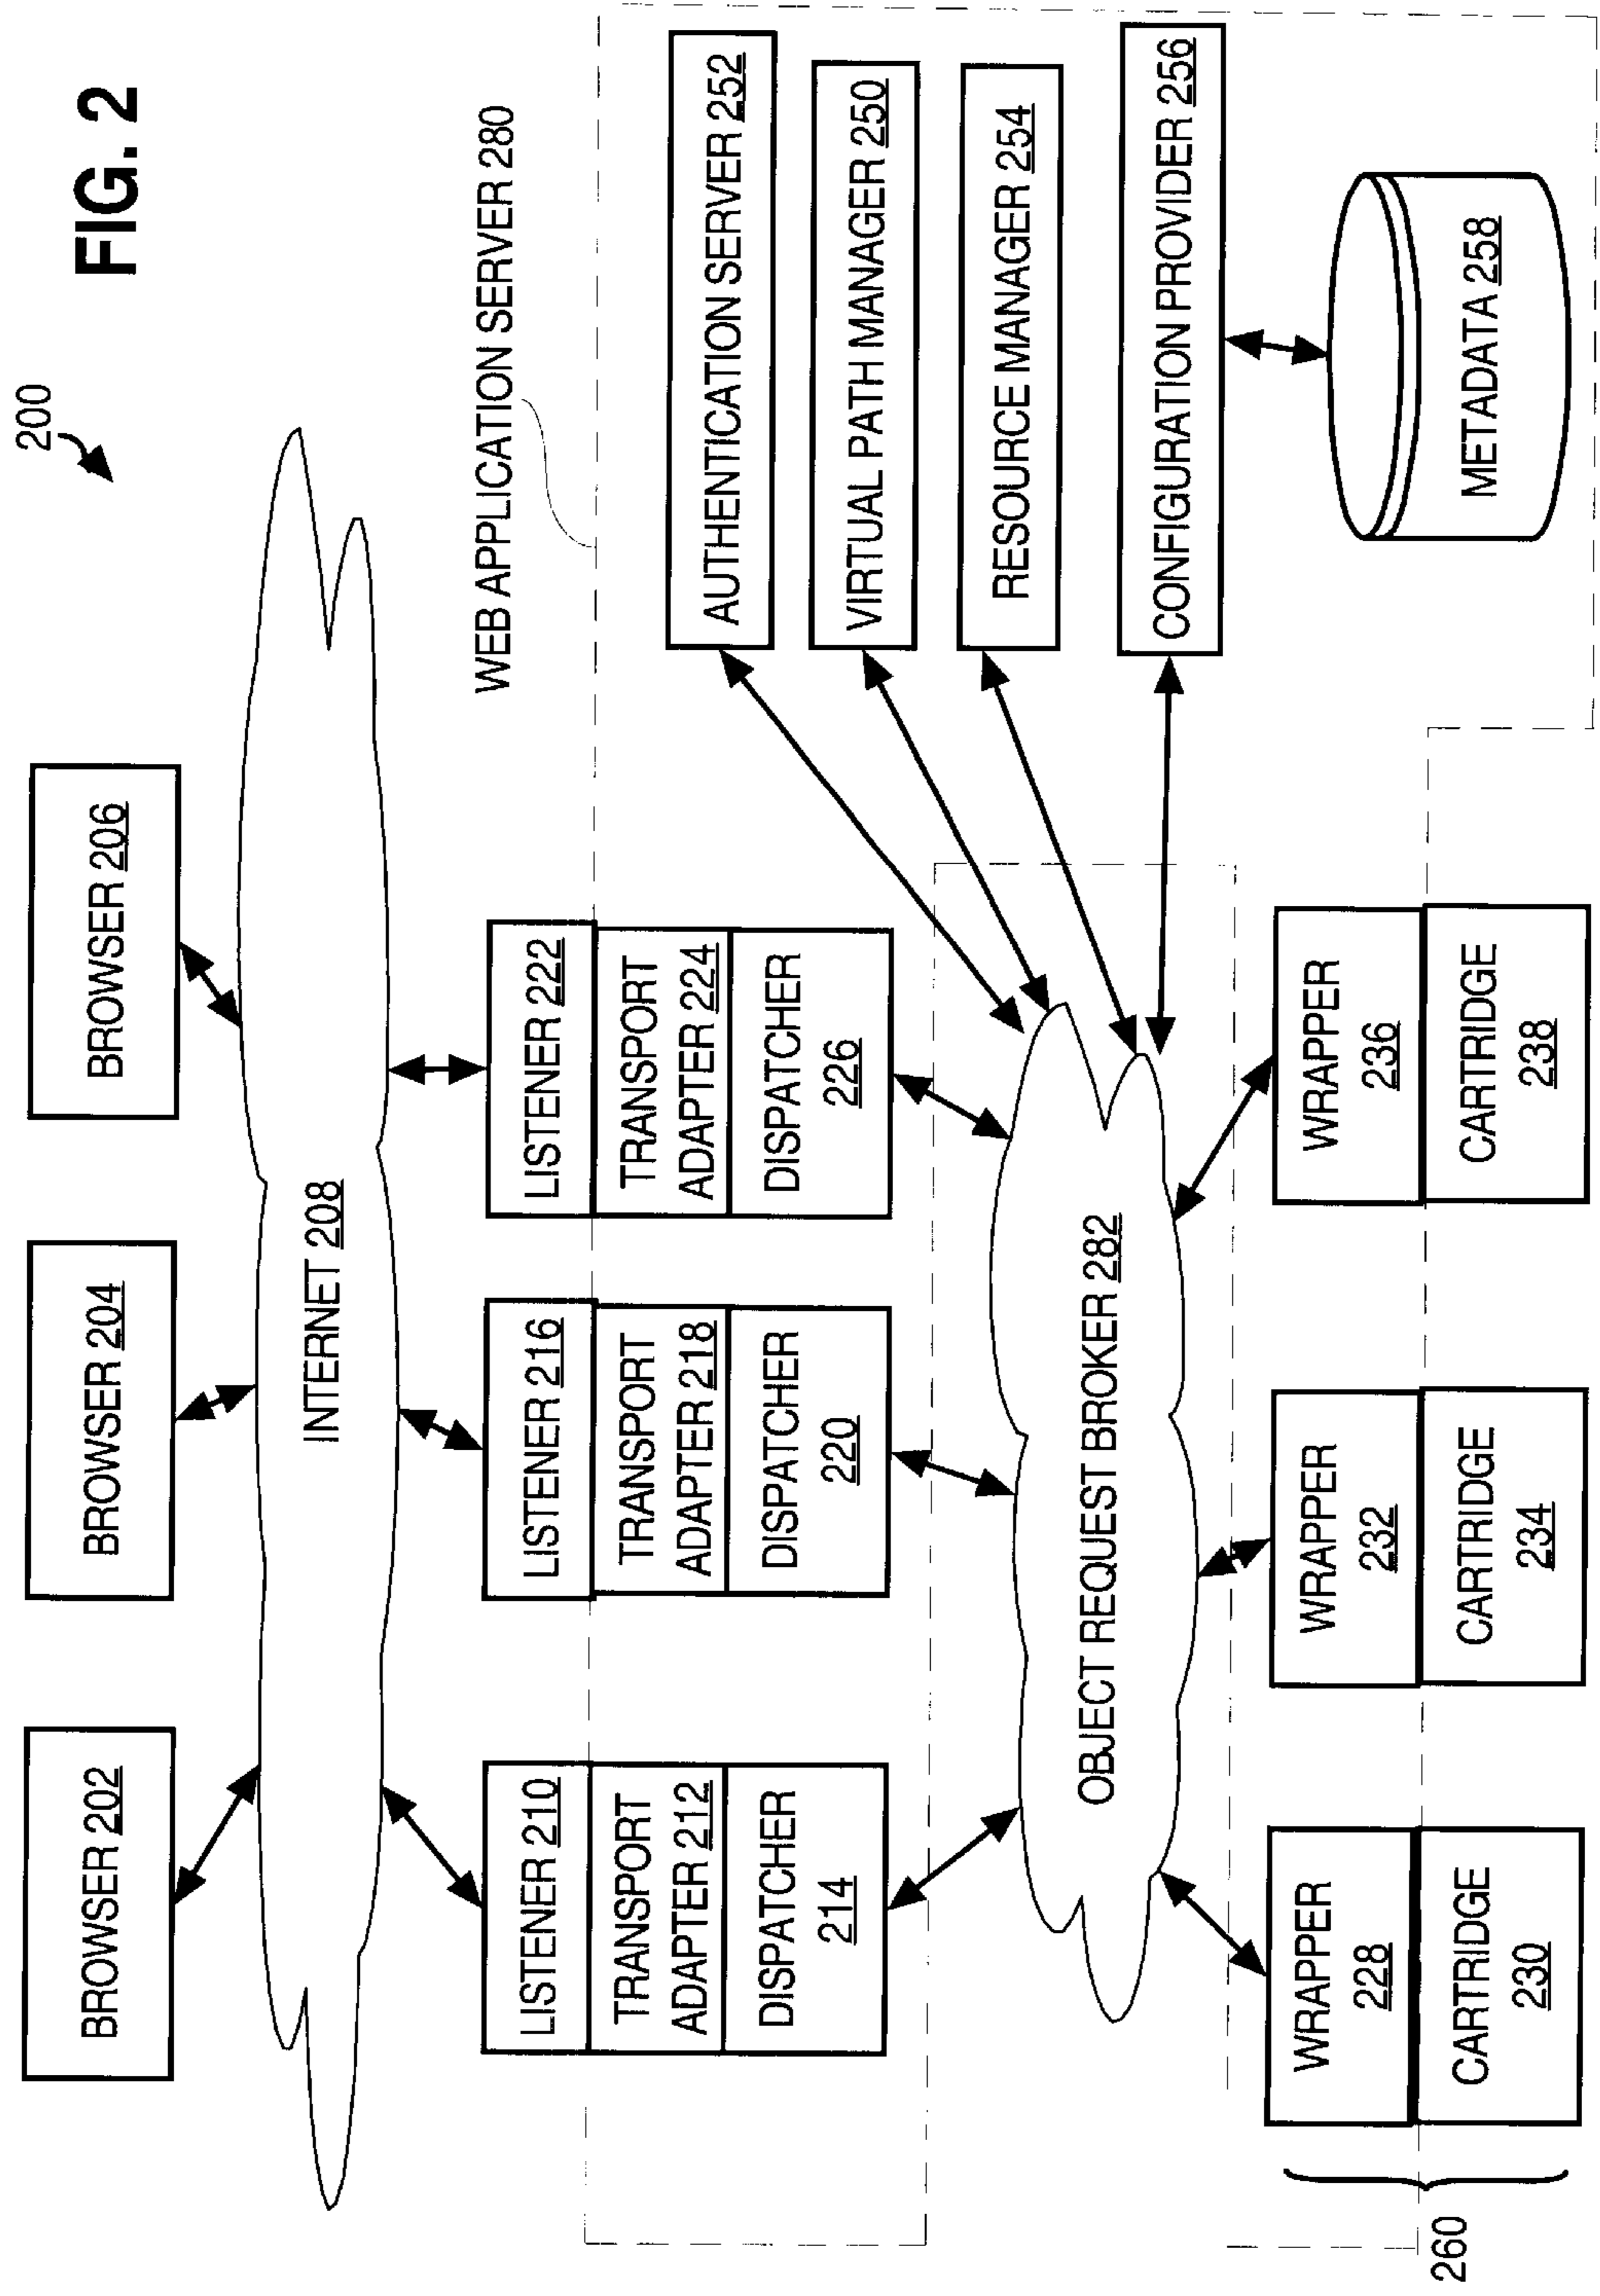 FIG. 2
200
BROWSER 202
BROWSER 204
BROWSER 206
INTERNET 208
WEB APPLICATION SERVER 280
LISTENER 210
TRANSPORT
ADAPTER 212
DISPATCHER
214
LISTENER 216
TRANSPORT
ADAPTER 218
DISPATCHER
220
LISTENER 222
TRANSPORT
ADAPTER 224
DISPATCHER
226
AUTHENTICATION SERVER 252
VIRTUAL PATH MANAGER 250
RESOURCE MANAGER 254
CONFIGURATION PROVIDER 256
METADATA 258
OBJECT REQUEST BROKER 282
WRAPPER
228
CARTRIDGE
230
WRAPPER
232
CARTRIDGE
234
WRAPPER
236
CARTRIDGE
238
260